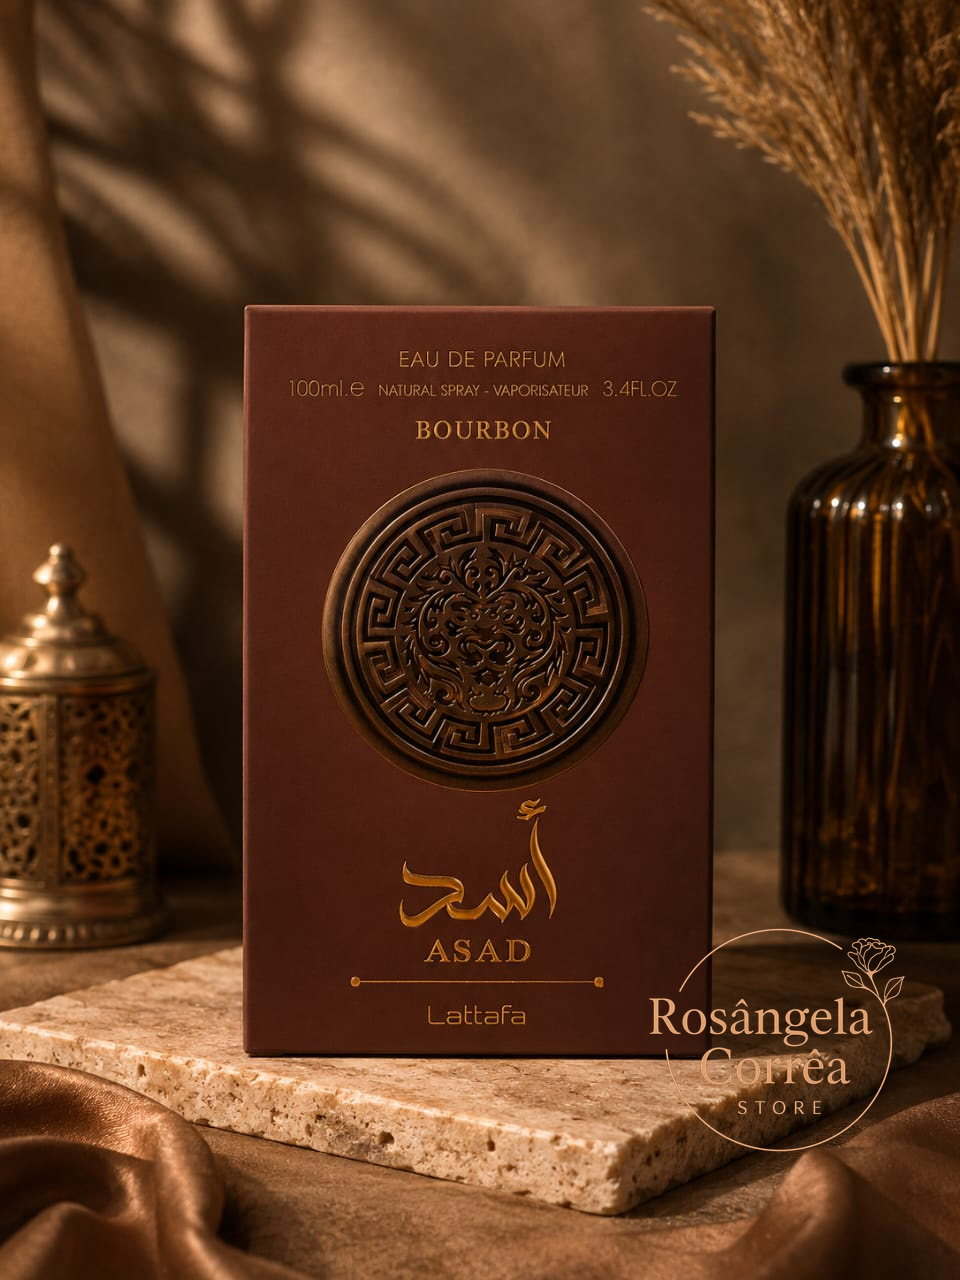 EAU DE PARFUM
100ml.e NATURAL SPRAY - VAPORISATEUR 3.4FL.OZ
BOURBON
أسد
ASAD
Lattafa
Rosângela
Corrêa
STORE